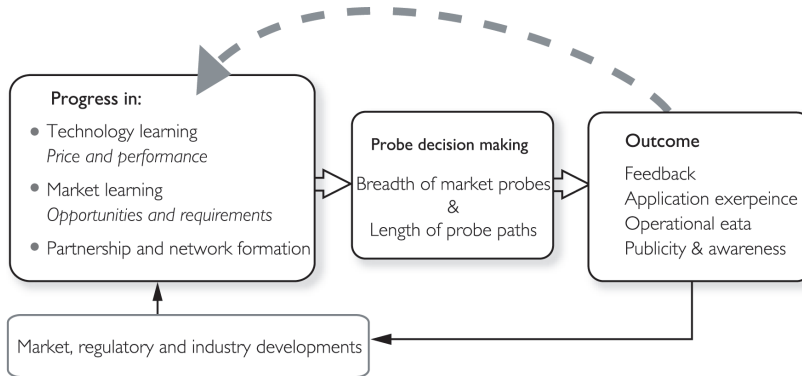 Progress in:
Technology learning
Price and performance
Market learning
Opportunities and requirements
Partnership and network formation
Probe decision making
Breadth of market probes
&
Length of probe paths
Outcome
Feedback
Application exerpeince
Operational eata
Publicity & awareness
Market, regulatory and industry developments